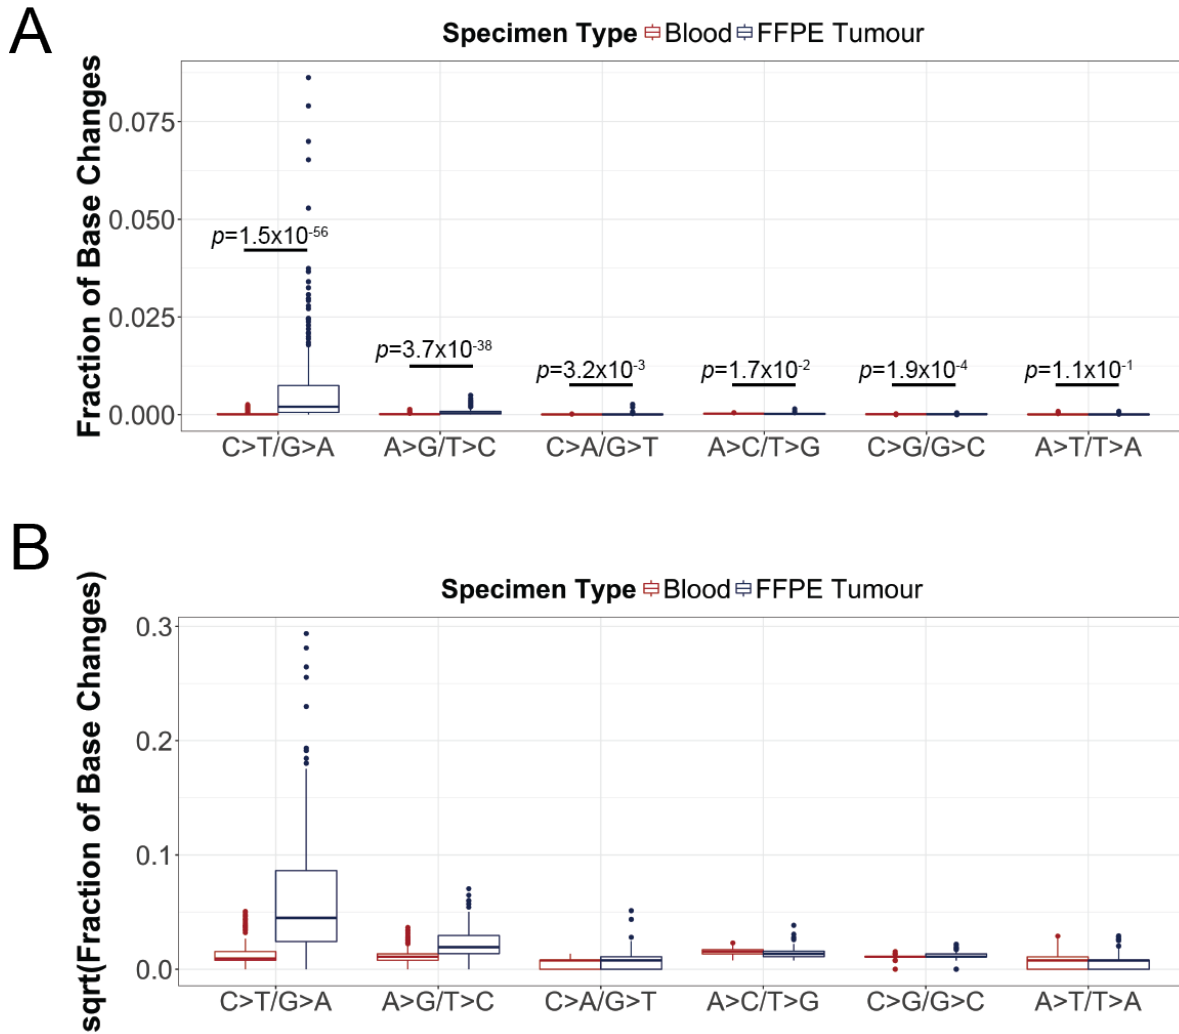 A
Specimen Type Blood FFPE Tumour
Fraction of Base Changes
0.075
0.050
0.025
0.000
p=1.5x10-56
p=3.7x10-38
p=3.2x10-3
p=1.7x10-2
p=1.9x10-4
p=1.1x10-1
C>T/G>A A>G/T>C C>A/G>T A>C/T>G C>G/G>C A>T/T>A
B
Specimen Type Blood FFPE Tumour
sqrt(Fraction of Base Changes)
0.3
0.2
0.1
0.0
C>T/G>A A>G/T>C C>A/G>T A>C/T>G C>G/G>C A>T/T>A